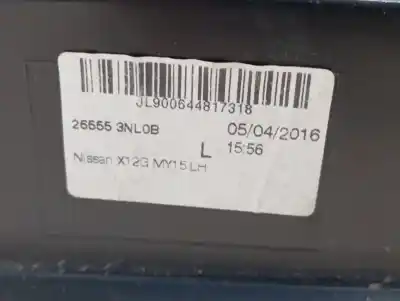 JL900644817318
26555 3NL0B
05/04/2016
L
15:56
Nissan X12G MY15 LH